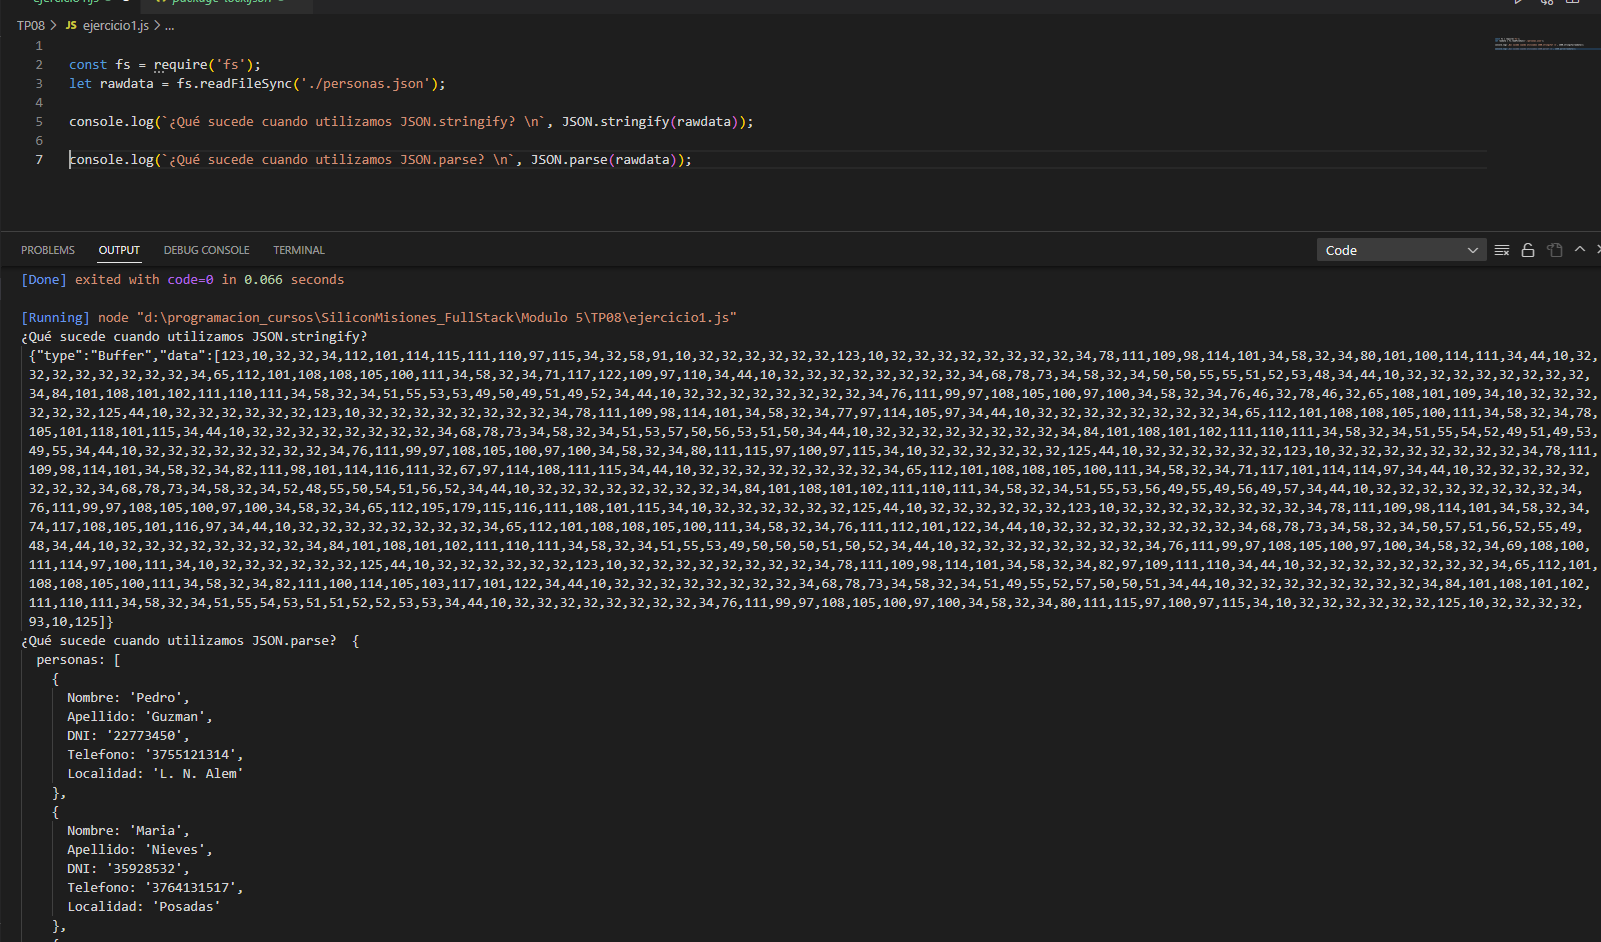 ejercicio1.js
package-lock.json
TP08 > JS ejercicio1.js > ...
1
2 const fs = require('fs');
3 let rawdata = fs.readFileSync('./personas.json');
4
5 console.log(`¿Qué sucede cuando utilizamos JSON.stringify? \n`, JSON.stringify(rawdata));
6
7 console.log(`¿Qué sucede cuando utilizamos JSON.parse? \n`, JSON.parse(rawdata));
PROBLEMS OUTPUT DEBUG CONSOLE TERMINAL Code
[Done] exited with code=0 in 0.066 seconds
[Running] node "d:\programacion_cursos\SiliconMisiones_FullStack\Modulo 5\TP08\ejercicio1.js"
¿Qué sucede cuando utilizamos JSON.stringify?
{"type":"Buffer","data":[123,10,32,32,34,112,101,114,115,111,110,97,115,34,32,58,91,10,32,32,32,32,32,32,123,10,32,32,32,32,32,32,32,32,32,34,78,111,109,98,114,101,34,58,32,34,80,101,100,114,111,34,44,10,32,
32,32,32,32,32,32,32,34,65,112,101,108,108,105,100,111,34,58,32,34,71,117,122,109,97,110,34,44,10,32,32,32,32,32,32,32,32,32,34,68,78,73,34,58,32,34,50,50,55,55,51,52,53,48,34,44,10,32,32,32,32,32,32,32,32,32,
34,84,101,108,101,102,111,110,111,34,58,32,34,51,55,53,53,49,50,49,51,49,52,34,44,10,32,32,32,32,32,32,32,32,32,34,76,111,99,97,108,105,100,97,100,34,58,32,34,76,46,32,78,46,32,65,108,101,109,34,10,32,32,32,32,
32,32,32,125,44,10,32,32,32,32,32,32,32,123,10,32,32,32,32,32,32,32,32,32,34,78,111,109,98,114,101,34,58,32,34,77,97,114,105,97,34,44,10,32,32,32,32,32,32,32,32,32,34,65,112,101,108,108,105,100,111,34,58,32,34,78,
105,101,118,101,115,34,44,10,32,32,32,32,32,32,32,32,32,34,68,78,73,34,58,32,34,51,53,57,50,56,53,51,50,34,44,10,32,32,32,32,32,32,32,32,32,34,84,101,108,101,102,111,110,111,34,58,32,34,51,55,54,52,49,51,49,53,
49,55,34,44,10,32,32,32,32,32,32,32,32,32,34,76,111,99,97,108,105,100,97,100,34,58,32,34,80,111,115,97,100,97,115,34,10,32,32,32,32,32,32,32,125,44,10,32,32,32,32,32,32,32,123,10,32,32,32,32,32,32,32,32,32,34,78,111,
109,98,114,101,34,58,32,34,82,111,98,101,114,116,111,32,67,97,114,108,111,115,34,44,10,32,32,32,32,32,32,32,32,32,34,65,112,101,108,108,105,100,111,34,58,32,34,71,117,101,114,114,97,34,44,10,32,32,32,32,32,32,
32,32,32,34,68,78,73,34,58,32,34,52,48,55,50,54,51,56,52,34,44,10,32,32,32,32,32,32,32,32,32,34,84,101,108,101,102,111,110,111,34,58,32,34,51,55,53,56,49,55,49,56,49,57,34,44,10,32,32,32,32,32,32,32,32,32,34,
76,111,99,97,108,105,100,97,100,34,58,32,34,65,112,195,179,115,116,111,108,101,115,34,10,32,32,32,32,32,32,32,125,44,10,32,32,32,32,32,32,32,123,10,32,32,32,32,32,32,32,32,34,78,111,109,98,114,101,34,58,32,34,
74,117,108,105,101,116,97,34,44,10,32,32,32,32,32,32,32,32,32,34,65,112,101,108,108,105,100,111,34,58,32,34,76,111,112,101,122,34,44,10,32,32,32,32,32,32,32,32,32,34,68,78,73,34,58,32,34,50,57,51,56,52,55,49,
48,34,44,10,32,32,32,32,32,32,32,32,32,34,84,101,108,101,102,111,110,111,34,58,32,34,51,55,53,49,50,50,50,51,50,52,34,44,10,32,32,32,32,32,32,32,32,32,34,76,111,99,97,108,105,100,97,100,34,58,32,34,69,108,100,
111,114,97,100,111,34,10,32,32,32,32,32,32,32,125,44,10,32,32,32,32,32,32,32,123,10,32,32,32,32,32,32,32,32,32,34,78,111,109,98,114,101,34,58,32,34,82,97,109,111,110,34,44,10,32,32,32,32,32,32,32,32,32,34,65,112,101,
108,108,105,100,111,34,58,32,34,82,111,100,114,105,103,117,101,122,34,44,10,32,32,32,32,32,32,32,32,32,34,68,78,73,34,58,32,34,51,49,55,52,57,50,50,51,34,44,10,32,32,32,32,32,32,32,32,32,34,84,101,108,101,102,
111,110,111,34,58,32,34,51,55,54,53,51,51,52,52,53,53,34,44,10,32,32,32,32,32,32,32,32,32,34,76,111,99,97,108,105,100,97,100,34,58,32,34,80,111,115,97,100,97,115,34,10,32,32,32,32,32,32,32,125,10,32,32,32,32,
93,10,125]}
¿Qué sucede cuando utilizamos JSON.parse? {
personas: [
{
Nombre: 'Pedro',
Apellido: 'Guzman',
DNI: '22773450',
Telefono: '3755121314',
Localidad: 'L. N. Alem'
},
{
Nombre: 'Maria',
Apellido: 'Nieves',
DNI: '35928532',
Telefono: '3764131517',
Localidad: 'Posadas'
},